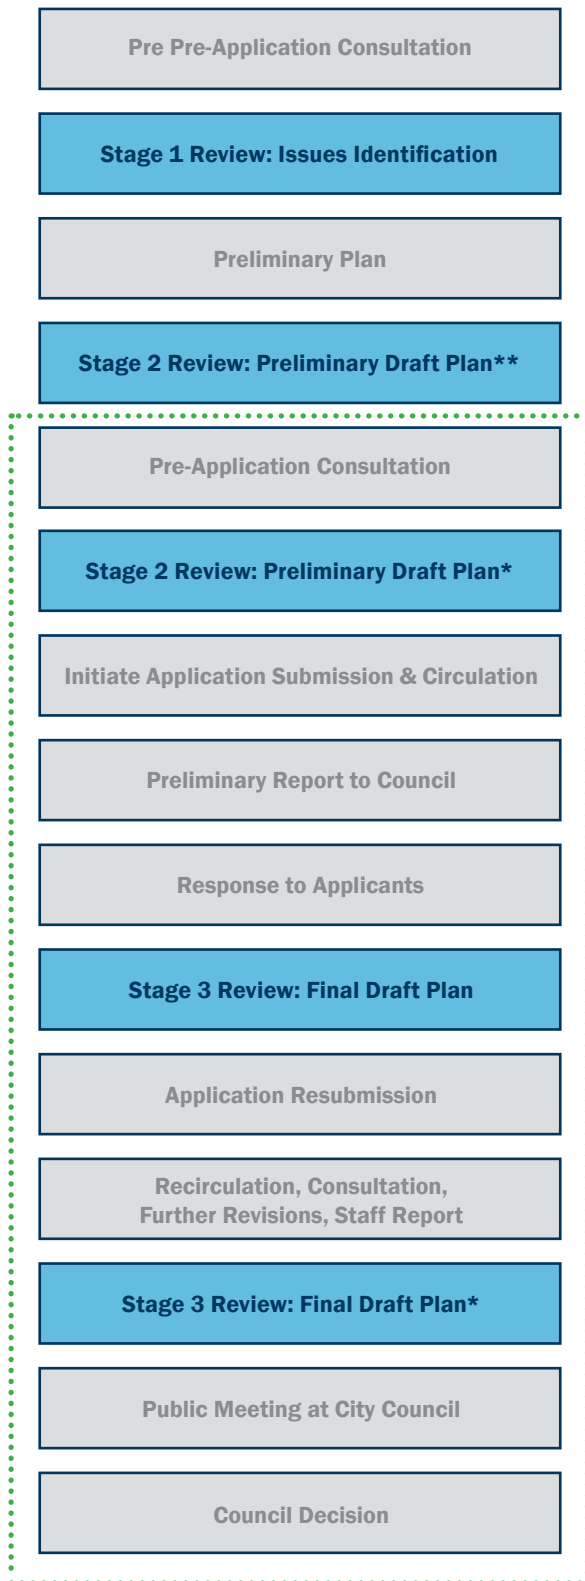 Pre Pre-Application Consultation
Stage 1 Review: Issues Identification
Preliminary Plan
Stage 2 Review: Preliminary Draft Plan**
Pre-Application Consultation
Stage 2 Review: Preliminary Draft Plan*
Initiate Application Submission & Circulation
Preliminary Report to Council
Response to Applicants
Stage 3 Review: Final Draft Plan
Application Resubmission
Recirculation, Consultation,
Further Revisions, Staff Report
Stage 3 Review: Final Draft Plan*
Public Meeting at City Council
Council Decision